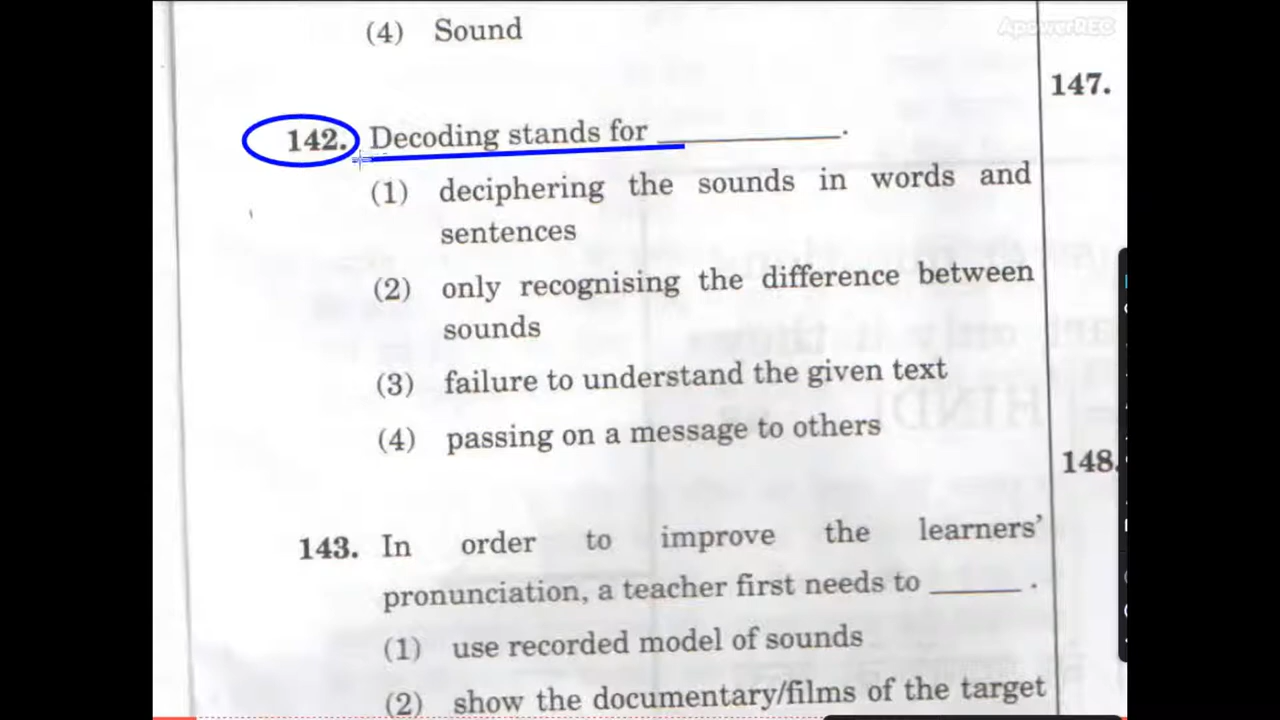 ApowerREC
(4) Sound
147.
142. Decoding stands for ____________.
(1) deciphering the sounds in words and
sentences
(2) only recognising the difference between
sounds
(3) failure to understand the given text
(4) passing on a message to others
148.
143. In order to improve the learners'
pronunciation, a teacher first needs to ______ .
(1) use recorded model of sounds
(2) show the documentary/films of the target